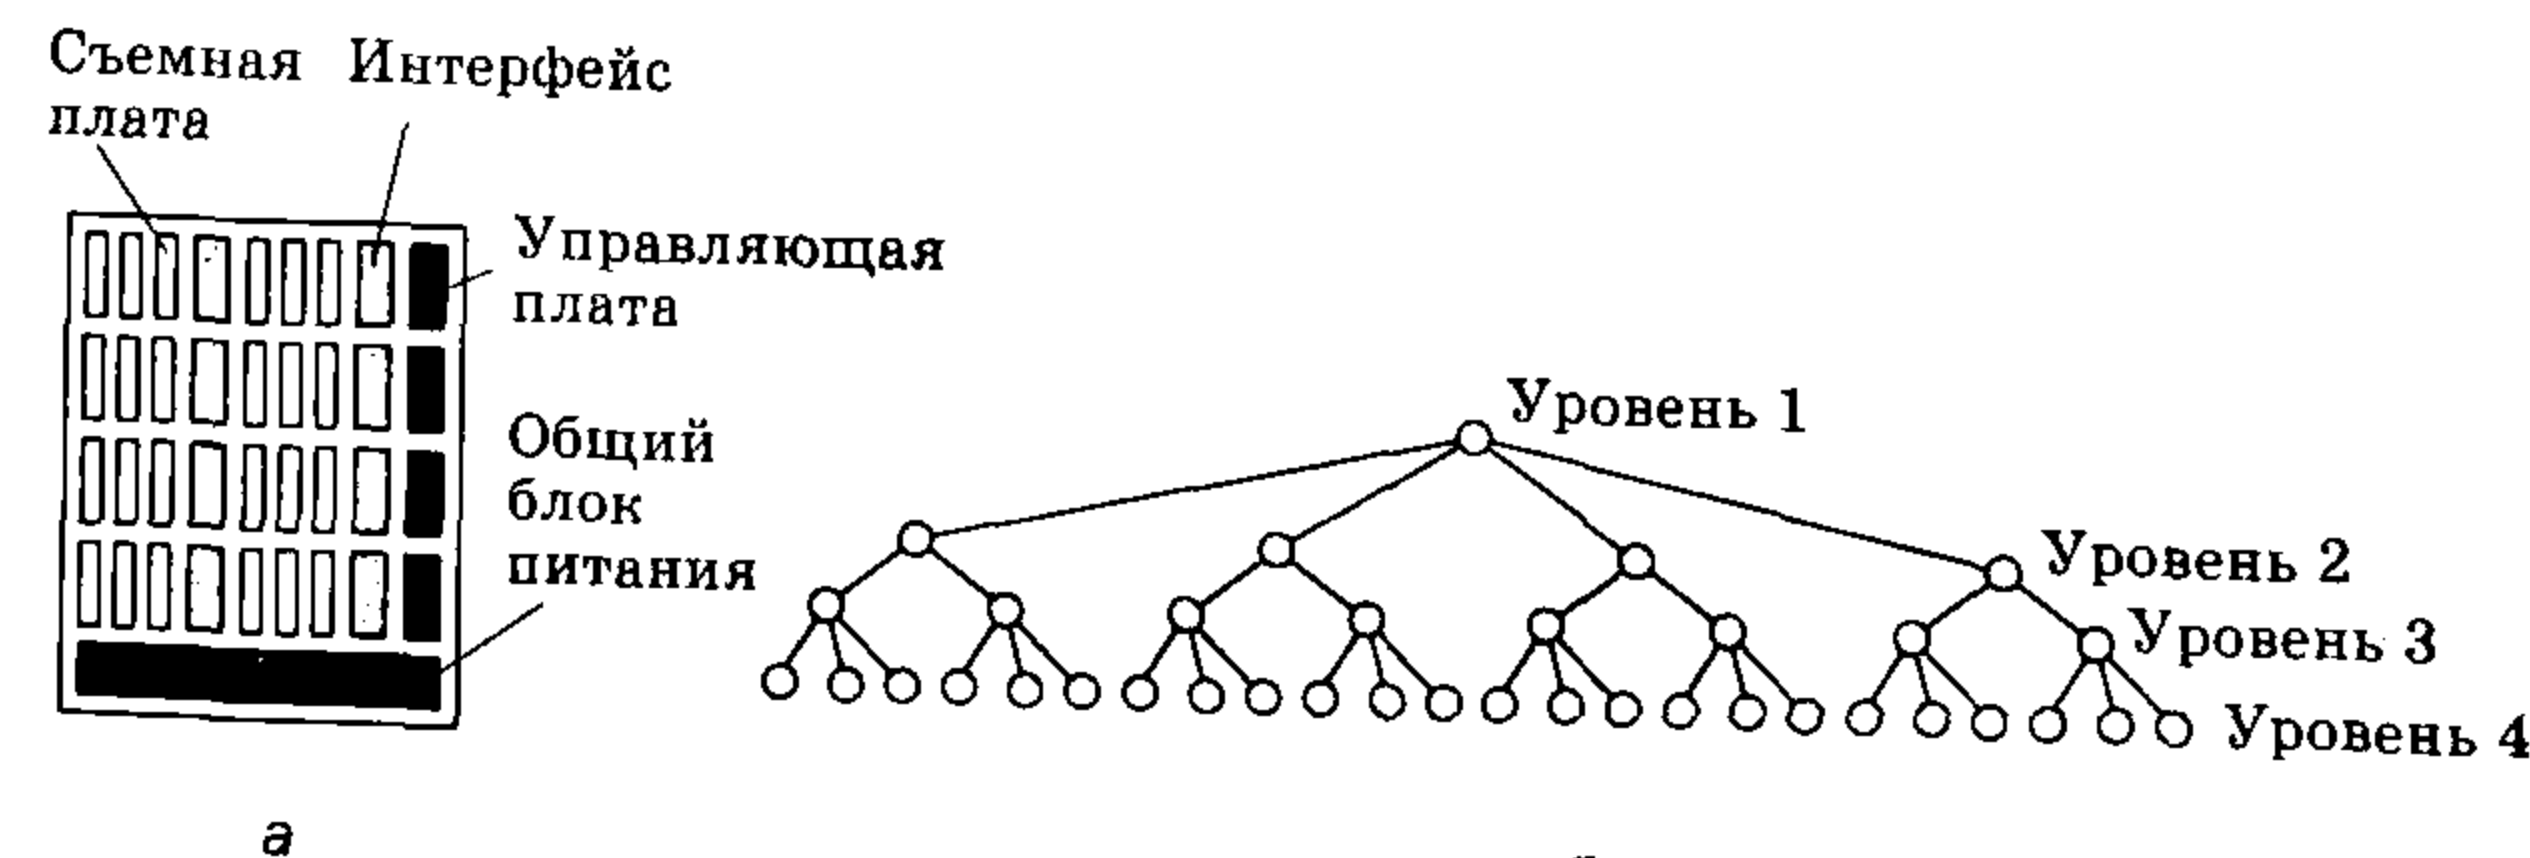 Съемная Интерфейс
плата
Управляющая
плата
Общий
блок
питания
Уровень 1
Уровень 2
Уровень 3
Уровень 4
а